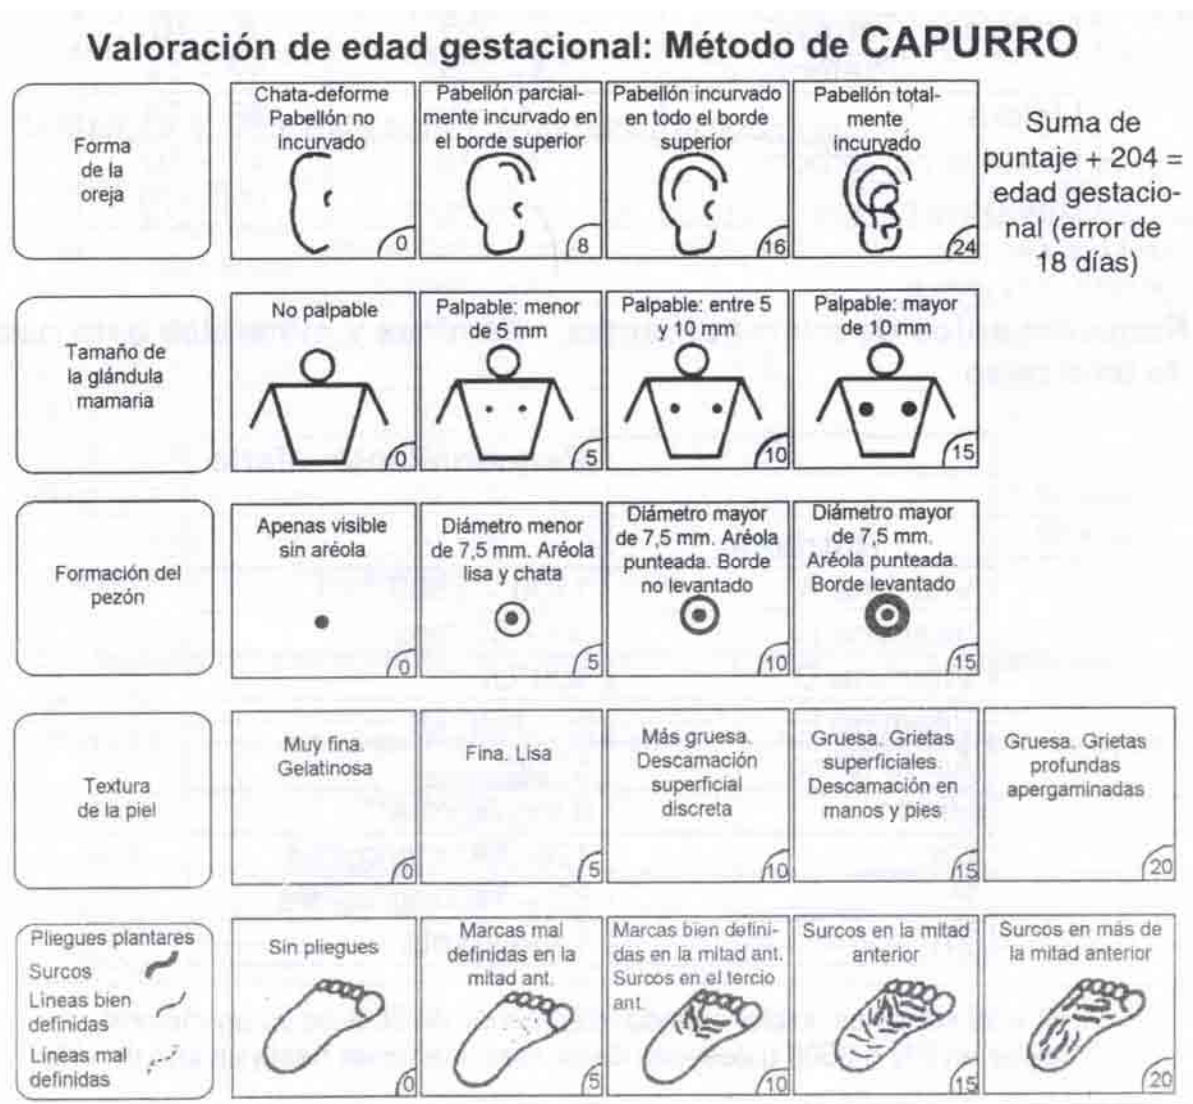 Valoración de edad gestacional: Método de CAPURRO
Forma
de la
oreja
Chata-deforme
Pabellón no
incurvado
0
Pabellón parcial-
mente incurvado en
el borde superior
8
Pabellón incurvado
en todo el borde
superior
16
Pabellón total-
mente
incurvado
24
Suma de
puntaje + 204 =
edad gestacio-
nal (error de
18 días)
Tamaño de
la glándula
mamaria
No palpable
0
Palpable: menor
de 5 mm
5
Palpable: entre 5
y 10 mm
10
Palpable: mayor
de 10 mm
15
Formación del
pezón
Apenas visible
sin aréola
0
Diámetro menor
de 7,5 mm. Aréola
lisa y chata
5
Diámetro mayor
de 7,5 mm. Aréola
punteada. Borde
no levantado
10
Diámetro mayor
de 7,5 mm.
Aréola punteada.
Borde levantado
15
Textura
de la piel
Muy fina.
Gelatinosa
0
Fina. Lisa
5
Más gruesa.
Descamación
superficial
discreta
10
Gruesa. Grietas
superficiales.
Descamación en
manos y pies
15
Gruesa. Grietas
profundas
apergaminadas
20
Pliegues plantares
Surcos
Líneas bien
definidas
Líneas mal
definidas
Sin pliegues
0
Marcas mal
definidas en la
mitad ant.
5
Marcas bien defini-
das en la mitad ant.
Surcos en el tercio
ant.
10
Surcos en la mitad
anterior
15
Surcos en más de
la mitad anterior
20